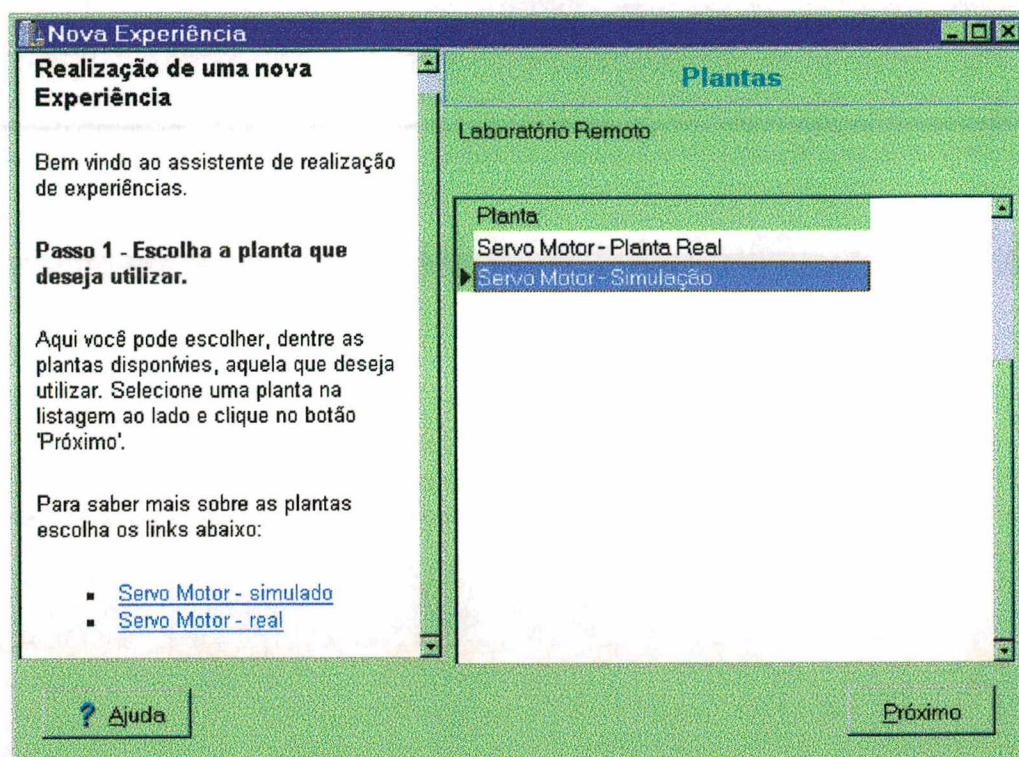 Nova Experiência
Realização de uma nova
Experiência
Bem vindo ao assistente de realização
de experiências.
Passo 1 - Escolha a planta que
deseja utilizar.
Aqui você pode escolher, dentre as
plantas disponívies, aquela que deseja
utilizar. Selecione uma planta na
listagem ao lado e clique no botão
'Próximo'.
Para saber mais sobre as plantas
escolha os links abaixo:
▪ Servo Motor - simulado
▪ Servo Motor - real
? Ajuda
Plantas
Laboratório Remoto
Planta
Servo Motor - Planta Real
Servo Motor - Simulação
Próximo